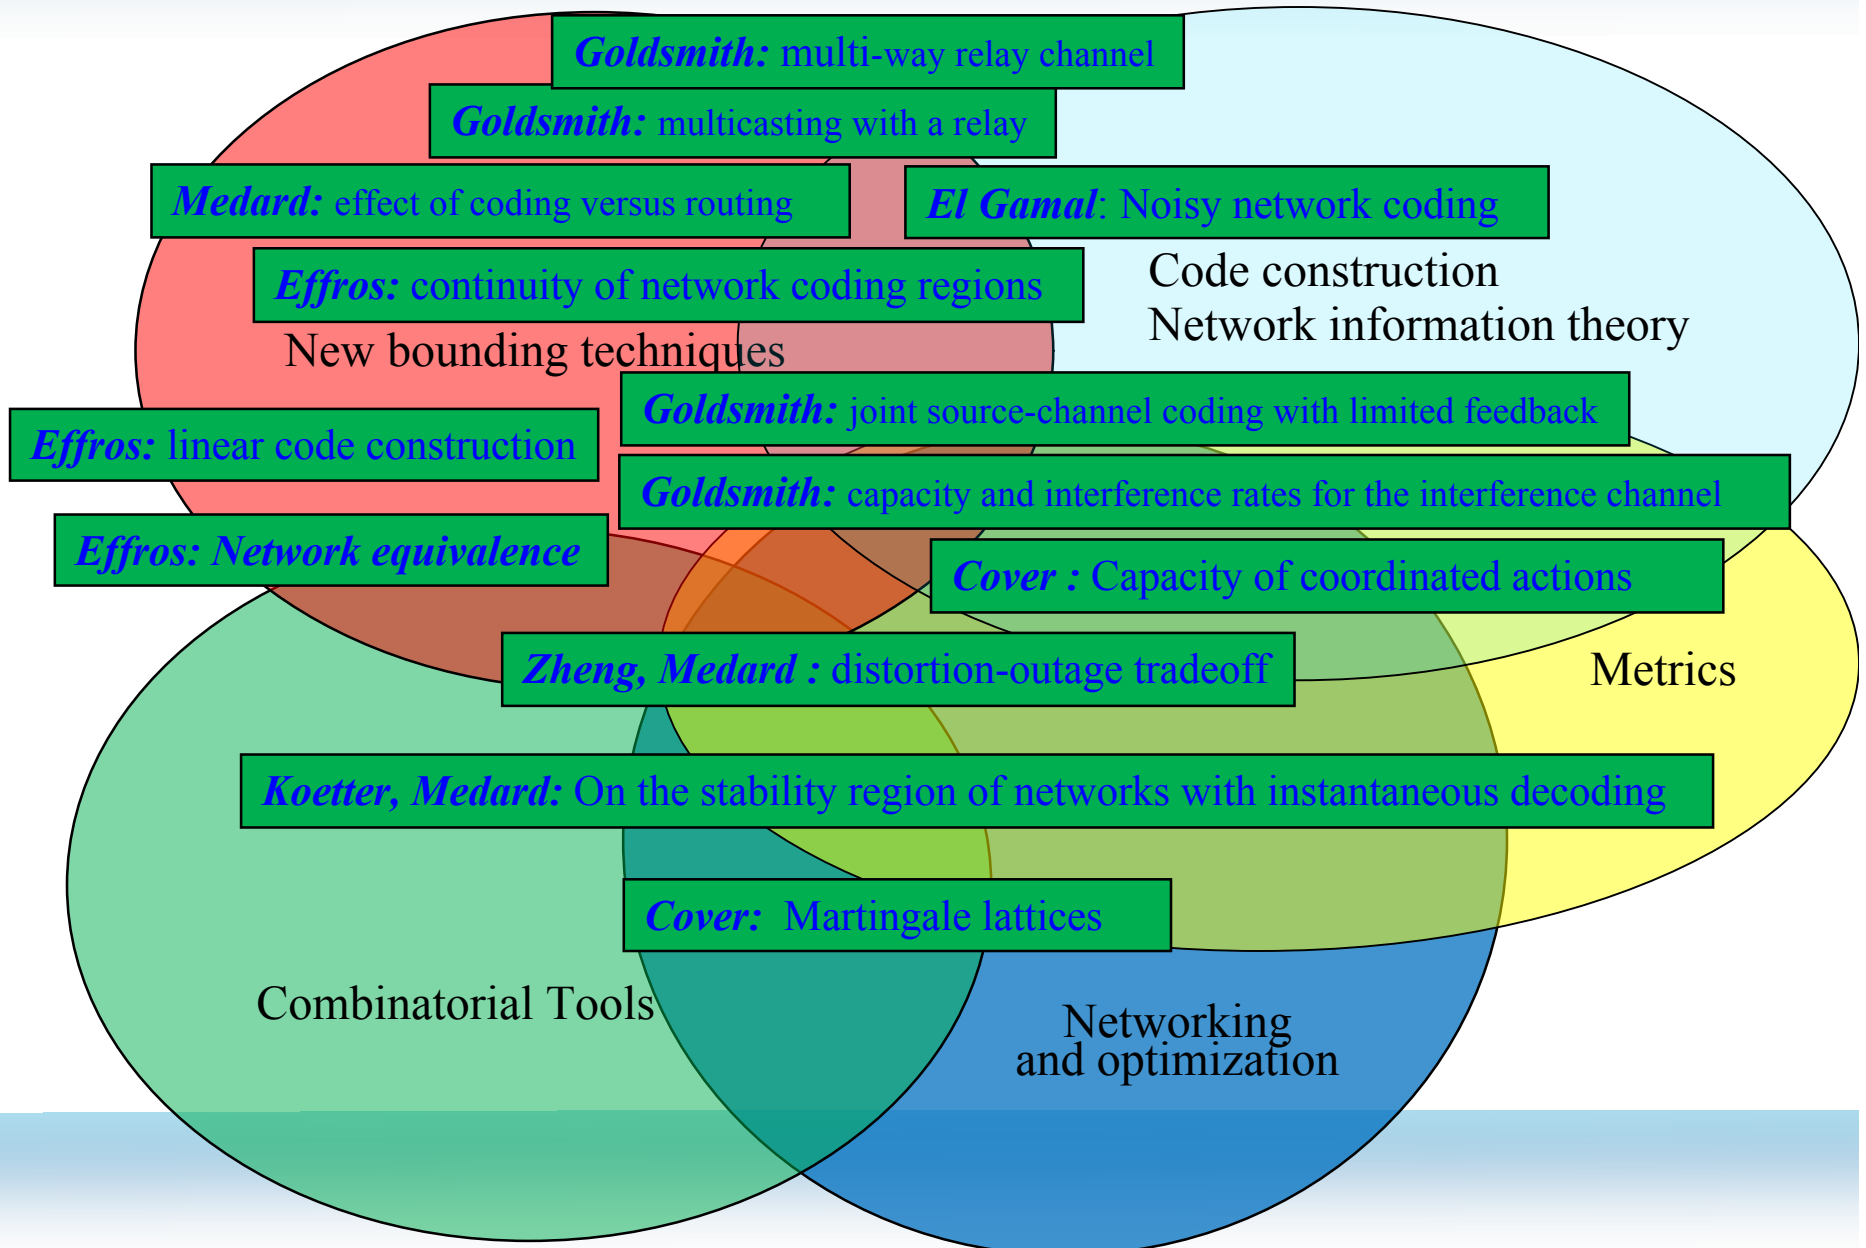 Goldsmith: multi-way relay channel
Goldsmith: multicasting with a relay
Medard: effect of coding versus routing
El Gamal: Noisy network coding
Effros: continuity of network coding regions
Code construction
Network information theory
New bounding techniques
Goldsmith: joint source-channel coding with limited feedback
Effros: linear code construction
Goldsmith: capacity and interference rates for the interference channel
Effros: Network equivalence
Cover : Capacity of coordinated actions
Zheng, Medard : distortion-outage tradeoff
Metrics
Koetter, Medard: On the stability region of networks with instantaneous decoding
Cover: Martingale lattices
Combinatorial Tools
Networking
and optimization